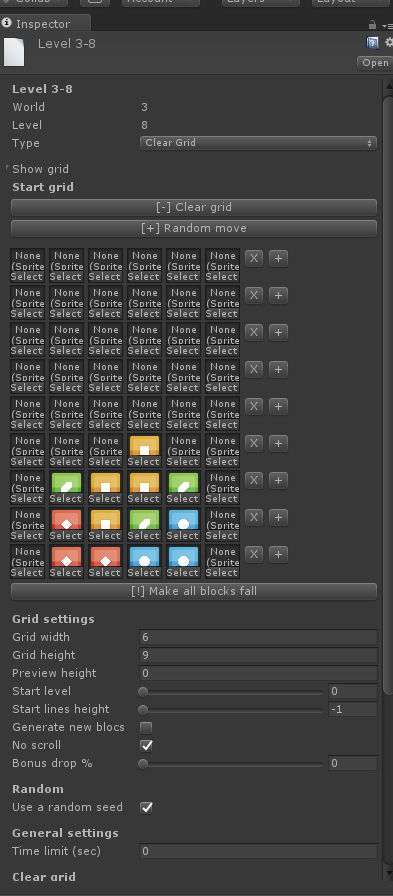 Collab Account Layers Layout
Inspector
Level 3-8
Open
Level 3-8
World 3
Level 8
Type Clear Grid
Show grid
Start grid
[-] Clear grid
[+] Random move
None None None None None None
(Sprite (Sprite (Sprite (Sprite (Sprite (Sprite X +
Select Select Select Select Select Select
None None None None None None
(Sprite (Sprite (Sprite (Sprite (Sprite (Sprite X +
Select Select Select Select Select Select
None None None None None None
(Sprite (Sprite (Sprite (Sprite (Sprite (Sprite X +
Select Select Select Select Select Select
None None None None None None
(Sprite (Sprite (Sprite (Sprite (Sprite (Sprite X +
Select Select Select Select Select Select
None None None None None None
(Sprite (Sprite (Sprite (Sprite (Sprite (Sprite X +
Select Select Select Select Select Select
None None None None None
(Sprite (Sprite (Sprite (Sprite (Sprite X +
Select Select Select Select Select Select
None None
(Sprite (Sprite X +
Select Select Select Select Select Select
None None
(Sprite (Sprite X +
Select Select Select Select Select Select
None None
(Sprite (Sprite X +
Select Select Select Select Select Select
[!] Make all blocks fall
Grid settings
Grid width 6
Grid height 9
Preview height 0
Start level 0
Start lines height -1
Generate new blocs
No scroll
Bonus drop % 0
Random
Use a random seed
General settings
Time limit (sec) 0
Clear grid